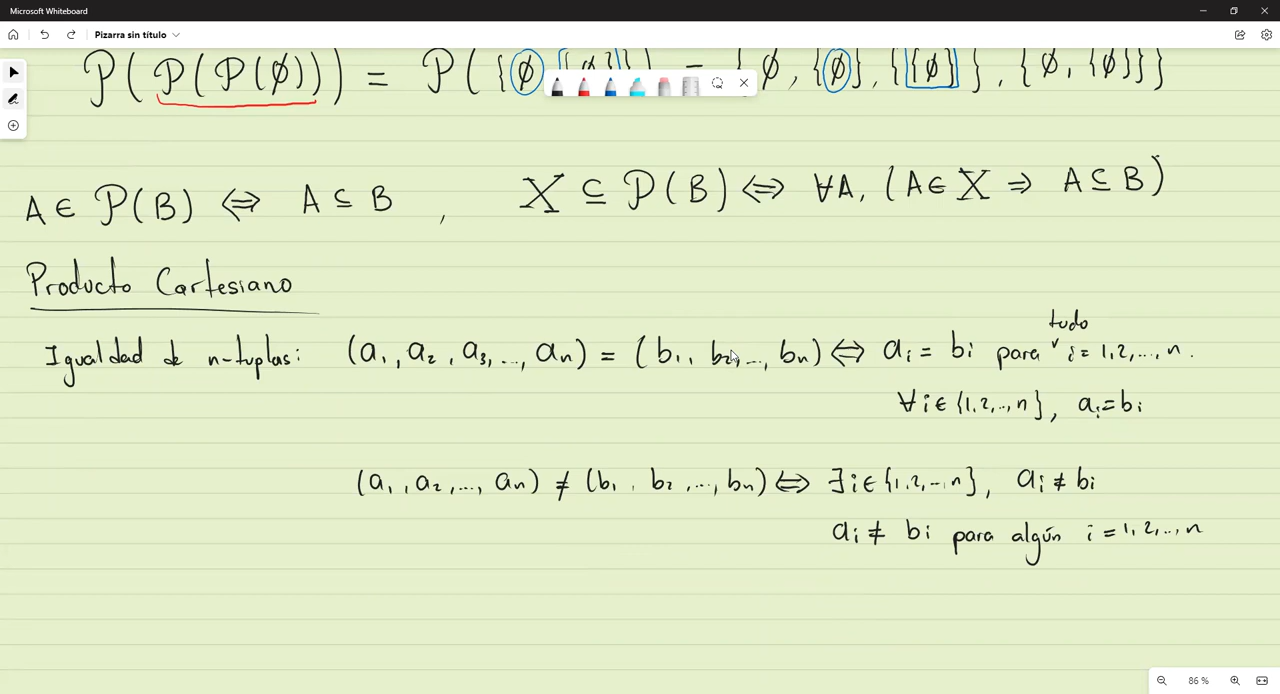 Microsoft Whiteboard
Pizarra sin título
P(P(P(∅))) = P({∅, {∅}}) = {∅, {∅}, {{∅}}, {∅, {∅}}}
A ∈ P(B) ⇔ A ⊆ B , X ⊆ P(B) ⇔ ∀A, (A ∈ X ⇒ A ⊆ B)
Producto Cartesiano
Igualdad de n-tuplas: (a₁, a₂, a₃, ..., aₙ) = (b₁, b₂, ..., bₙ) ⇔ aᵢ = bᵢ para todo i = 1,2,...,n.
∀i ∈ {1,2,..,n}, aᵢ = bᵢ
(a₁, a₂, ..., aₙ) ≠ (b₁, b₂, ..., bₙ) ⇔ ∃i ∈ {1,2,..,n}, aᵢ ≠ bᵢ
aᵢ ≠ bᵢ para algún i = 1,2,..,n
86 %